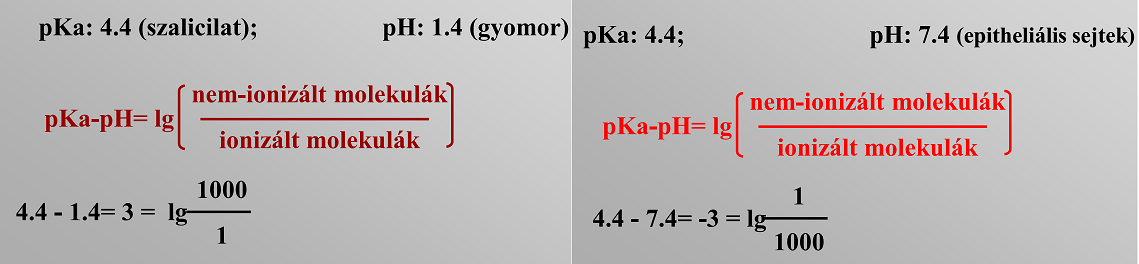 pKa: 4.4 (szalicilat); pH: 1.4 (gyomor)
pKa-pH= lg
nem-ionizált molekulák
ionizált molekulák
4.4 - 1.4= 3 = lg
1000
1
pKa: 4.4; pH: 7.4 (epitheliális sejtek)
pKa-pH= lg
nem-ionizált molekulák
ionizált molekulák
4.4 - 7.4= -3 = lg
1
1000